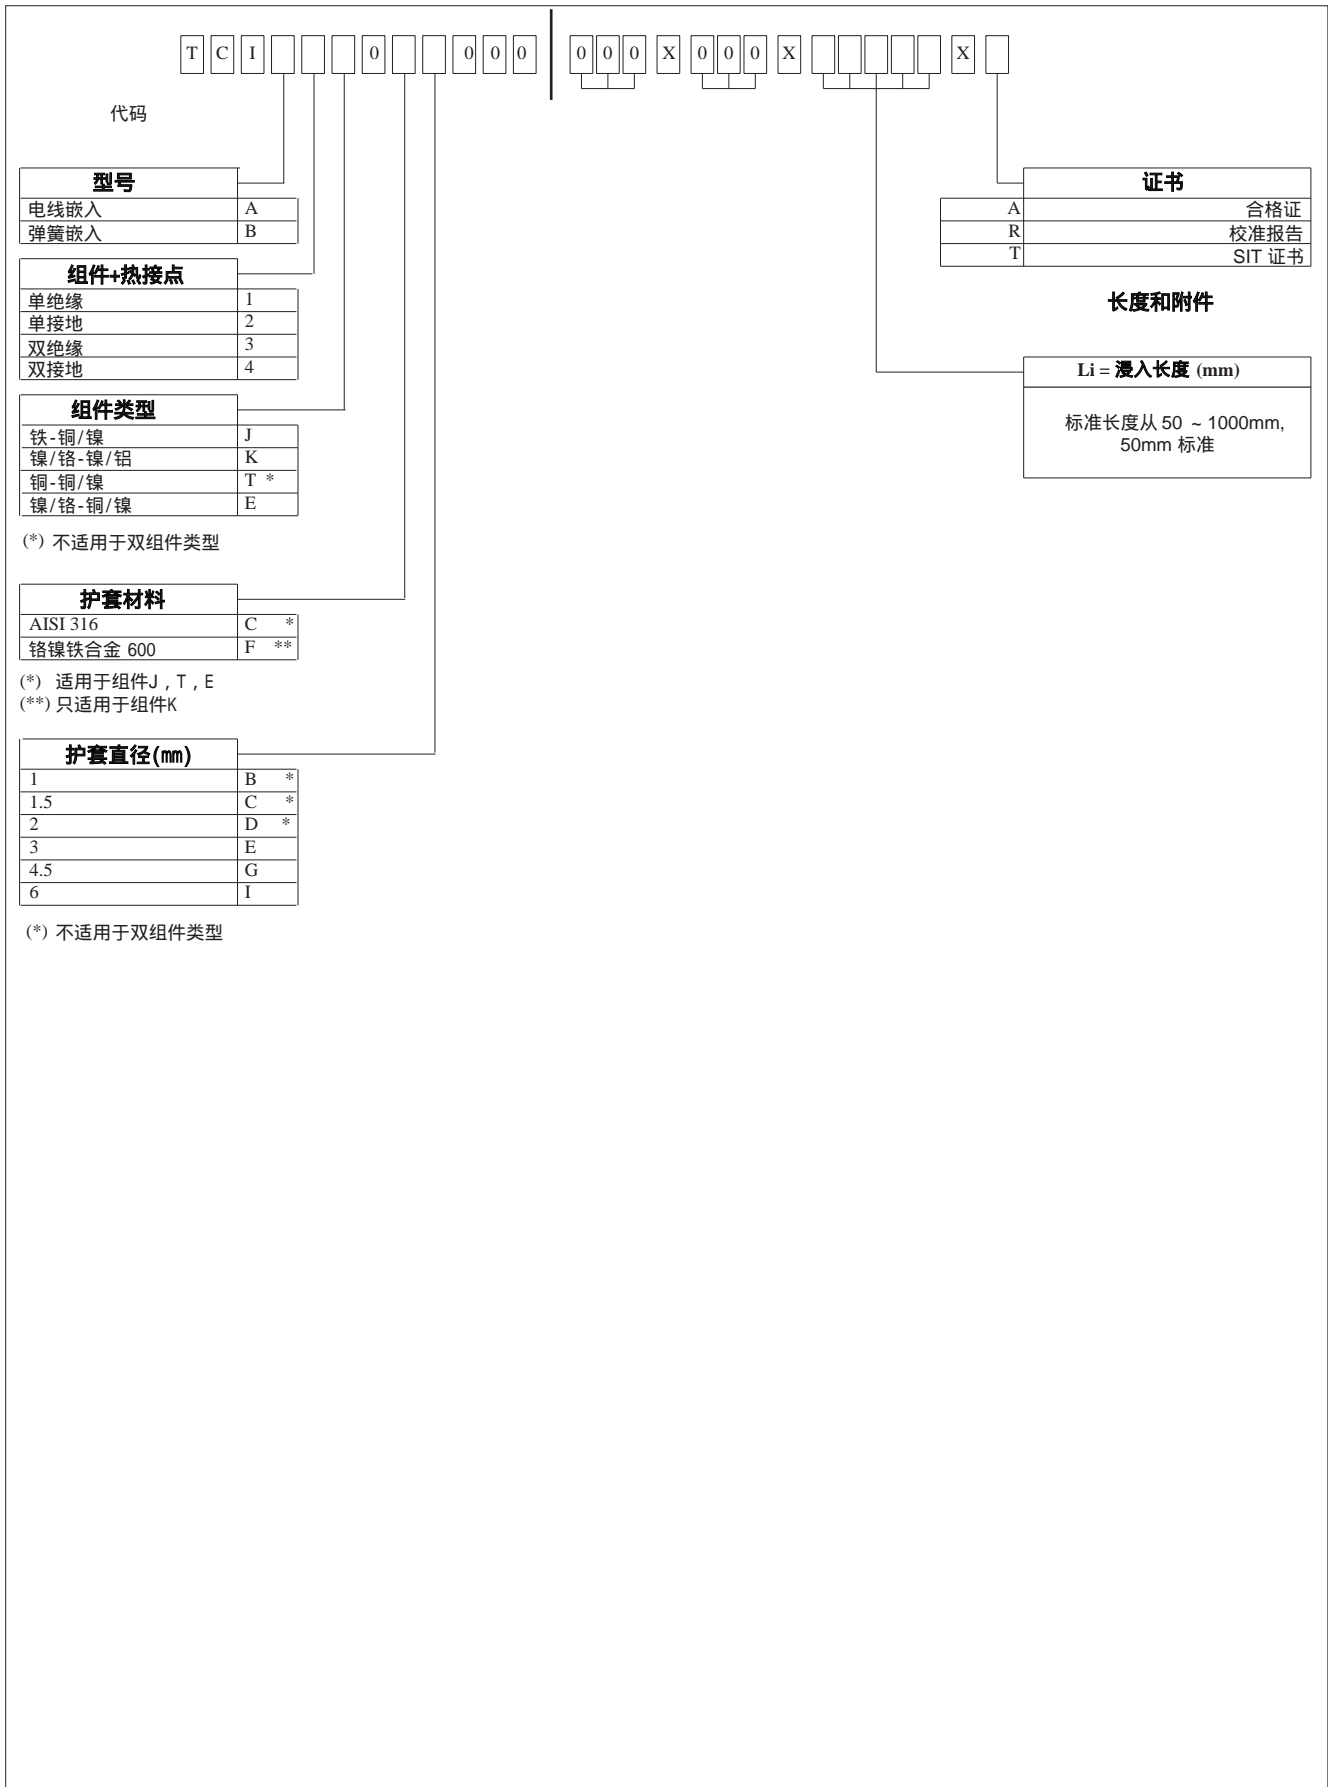 T C I 0 0 0 0 0 0 0 X 0 0 0 X X
代码
型号
电线嵌入 A
弹簧嵌入 B
组件+热接点
单绝缘 1
单接地 2
双绝缘 3
双接地 4
组件类型
铁-铜/镍 J
镍/铬-镍/铝 K
铜-铜/镍 T *
镍/铬-铜/镍 E
(*) 不适用于双组件类型
护套材料
AISI 316 C *
铬镍铁合金 600 F **
(*) 适用于组件J , T , E
(**) 只适用于组件K
护套直径(mm)
1 B *
1.5 C *
2 D *
3 E
4.5 G
6 I
(*) 不适用于双组件类型
证书
A 合格证
R 校准报告
T SIT 证书
长度和附件
Li = 浸入长度 (mm)
标准长度从 50 ~ 1000mm,
50mm 标准